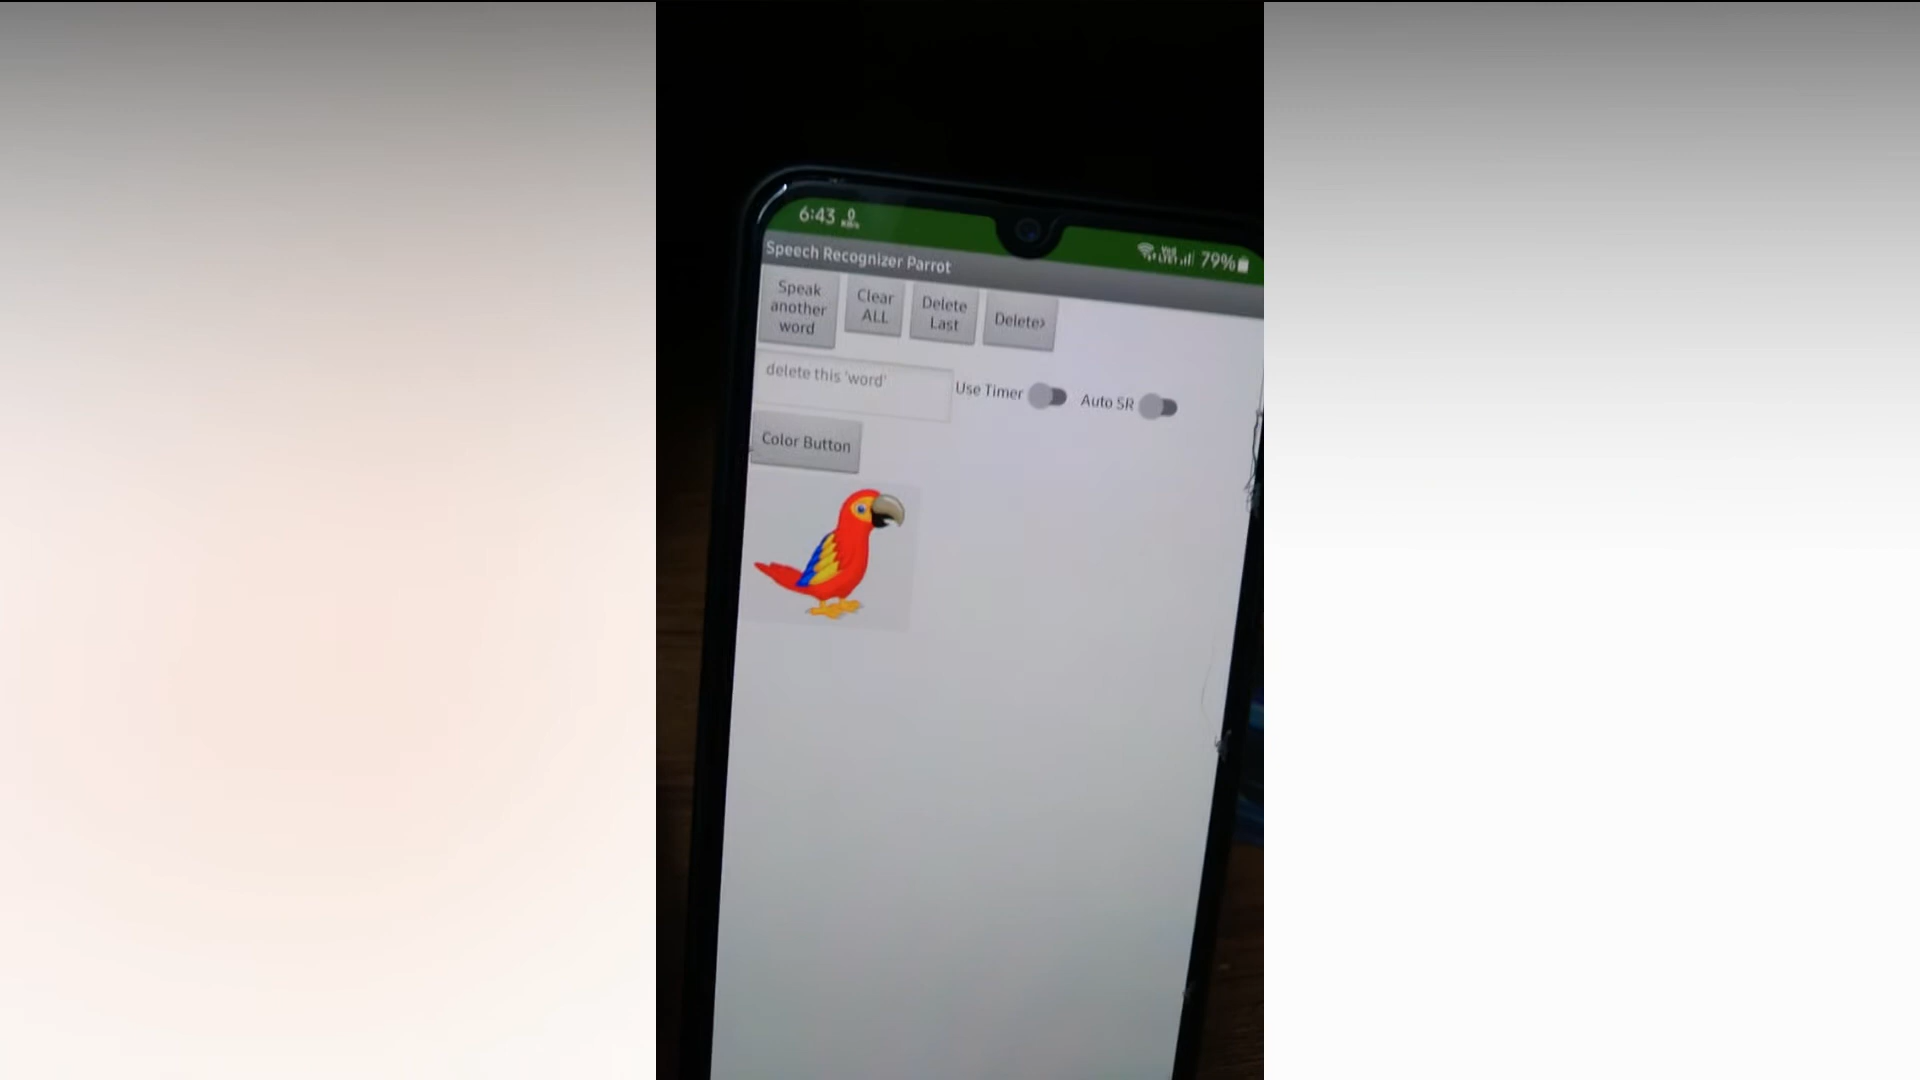 6:43 0 79%
Speech Recognizer Parrot
Speak
another
word
Clear
ALL
Delete
Last
Delete>
delete this 'word'
Use Timer
Auto SR
Color Button